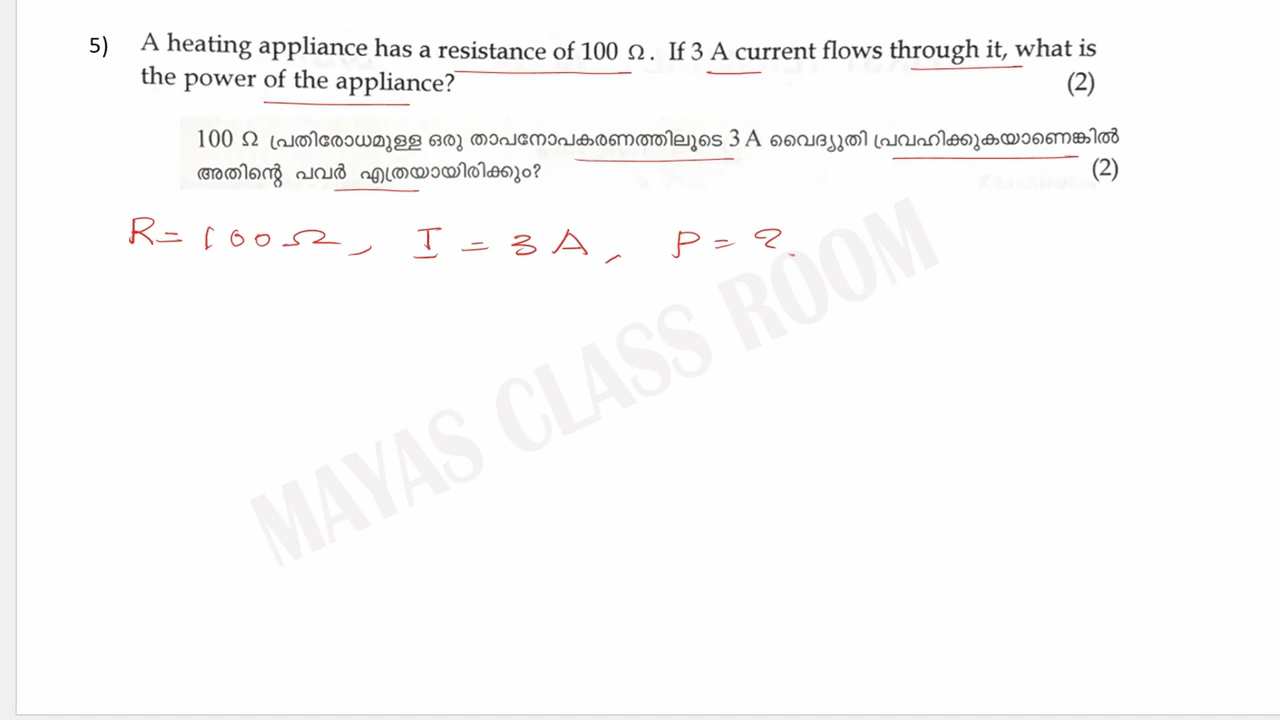 5) A heating appliance has a resistance of 100 Ω. If 3 A current flows through it, what is
the power of the appliance? (2)
100 Ω പ്രതിരോധമുള്ള ഒരു താപനോപകരണത്തിലൂടെ 3 A വൈദ്യുതി പ്രവഹിക്കുകയാണെങ്കിൽ
അതിന്റെ പവർ എത്രയായിരിക്കും? (2)
R = 100 Ω, I = 3 A, P = ?
MAYAS CLASS ROOM